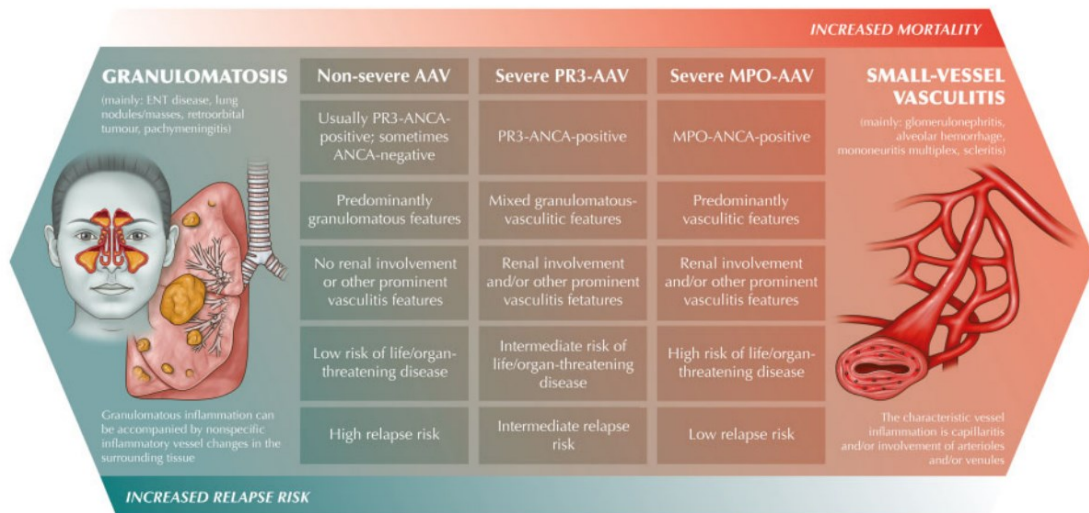 INCREASED MORTALITY
GRANULOMATOSIS
(mainly: ENT disease, lung
nodules/masses, retroorbital
tumour, pachymeningitis)
Granulomatous inflammation can
be accompanied by nonspecific
inflammatory vessel changes in the
surrounding tissue
Non-severe AAV
Severe PR3-AAV
Severe MPO-AAV
Usually PR3-ANCA-
positive; sometimes
ANCA-negative
PR3-ANCA-positive
MPO-ANCA-positive
Predominantly
granulomatous features
Mixed granulomatous-
vasculitic features
Predominantly
vasculitic features
No renal involvement
or other prominent
vasculitis features
Renal involvement
and/or other prominent
vasculitis fetatures
Renal involvement
and/or other prominent
vasculitis features
Low risk of life/organ-
threatening disease
Intermediate risk of
life/organ-threatening
disease
High risk of life/organ-
threatening disease
High relapse risk
Intermediate relapse
risk
Low relapse risk
SMALL-VESSEL
VASCULITIS
(mainly: glomerulonephritis,
alveolar hemorrhage,
mononeuritis multiplex, scleritis)
The characteristic vessel
inflammation is capillaritis
and/or involvement of arterioles
and/or venules
INCREASED RELAPSE RISK